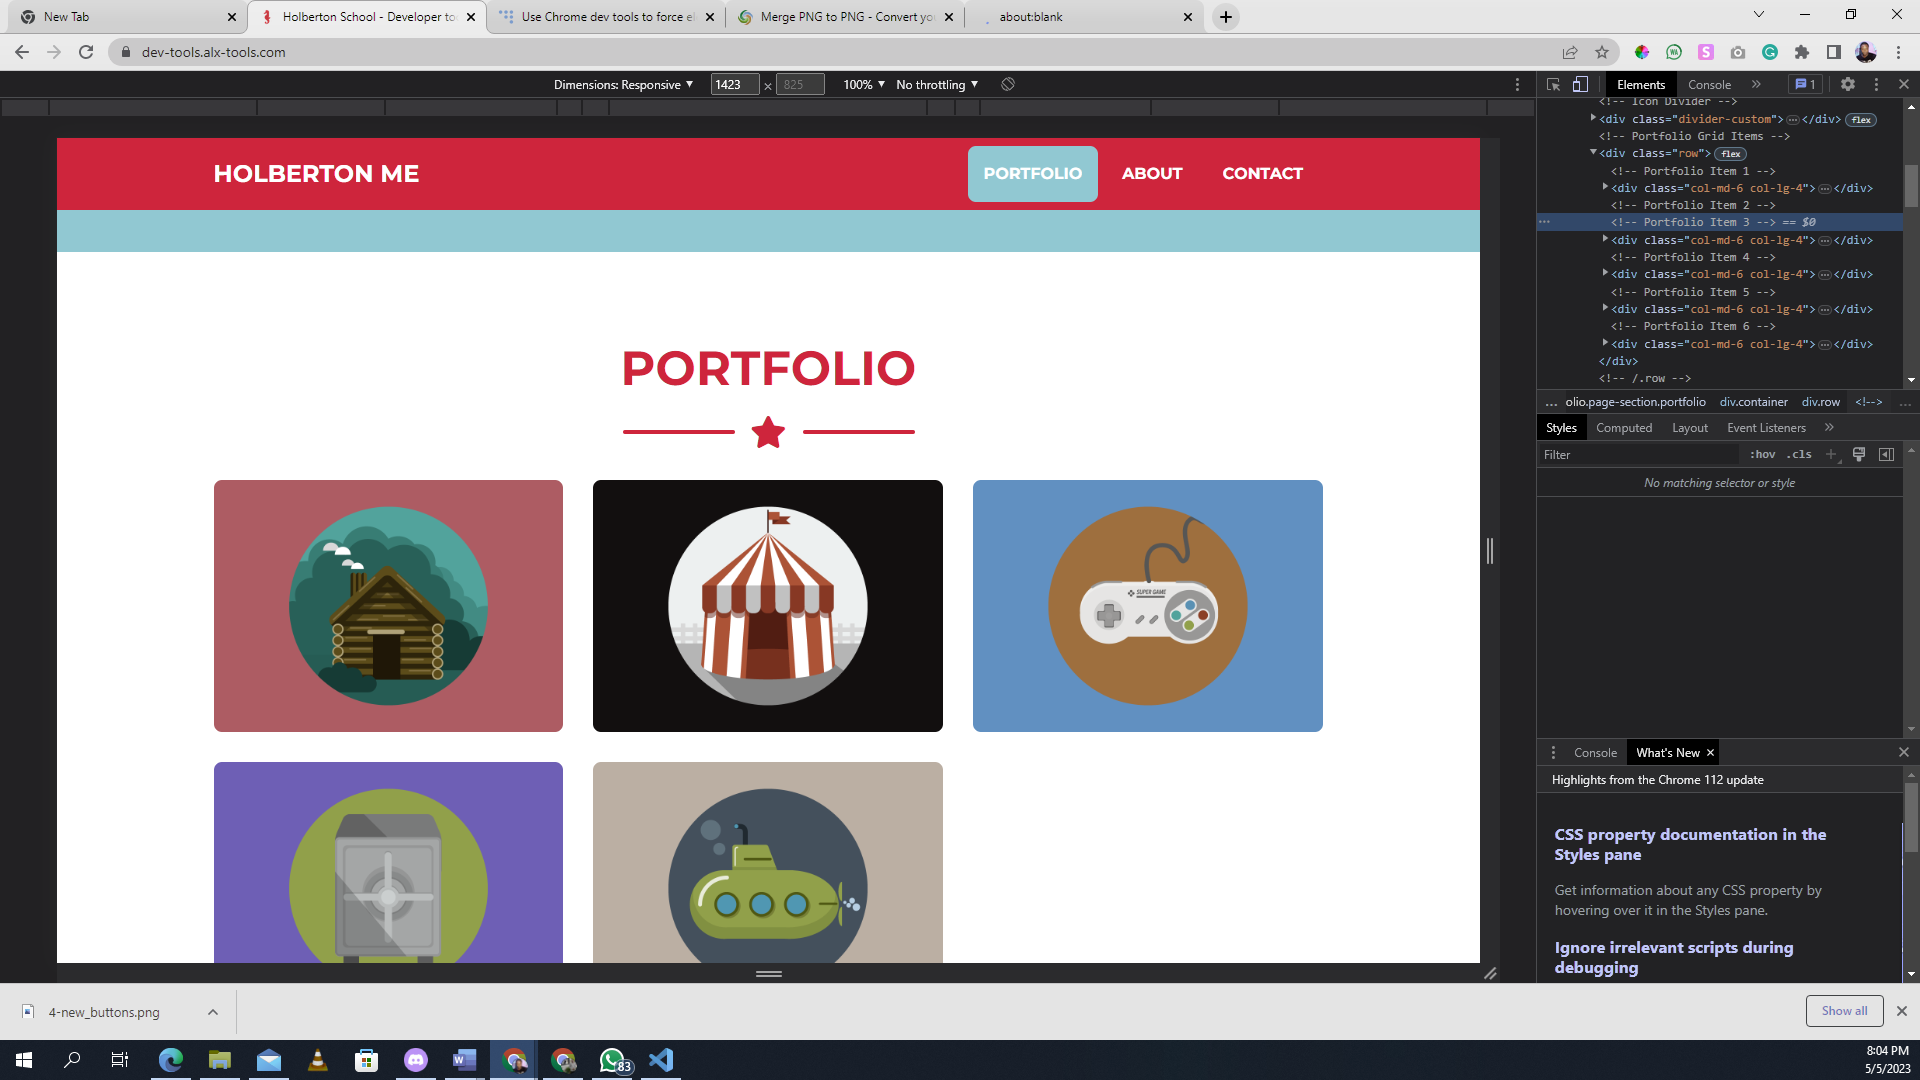 New Tab
Holberton School - Developer to
Use Chrome dev tools to force el
Merge PNG to PNG - Convert yo
about:blank
dev-tools.alx-tools.com
Dimensions: Responsive
1423 × 825
100%
No throttling
Elements
Console
1
HOLBERTON ME
PORTFOLIO
ABOUT
CONTACT
PORTFOLIO
SUPER GAME
<!-- Icon Divider -->
<div class="divider-custom">…</div> flex
<!-- Portfolio Grid Items -->
<div class="row"> flex
<!-- Portfolio Item 1 -->
<div class="col-md-6 col-lg-4">…</div>
<!-- Portfolio Item 2 -->
<!-- Portfolio Item 3 --> == $0
<div class="col-md-6 col-lg-4">…</div>
<!-- Portfolio Item 4 -->
<div class="col-md-6 col-lg-4">…</div>
<!-- Portfolio Item 5 -->
<div class="col-md-6 col-lg-4">…</div>
<!-- Portfolio Item 6 -->
<div class="col-md-6 col-lg-4">…</div>
</div>
<!-- /.row -->
... olio.page-section.portfolio div.container div.row <!--> ...
Styles Computed Layout Event Listeners
Filter :hov .cls
No matching selector or style
Console
What's New
Highlights from the Chrome 112 update
CSS property documentation in the
Styles pane
Get information about any CSS property by
hovering over it in the Styles pane.
Ignore irrelevant scripts during
debugging
4-new_buttons.png
Show all
83
8:04 PM
5/5/2023